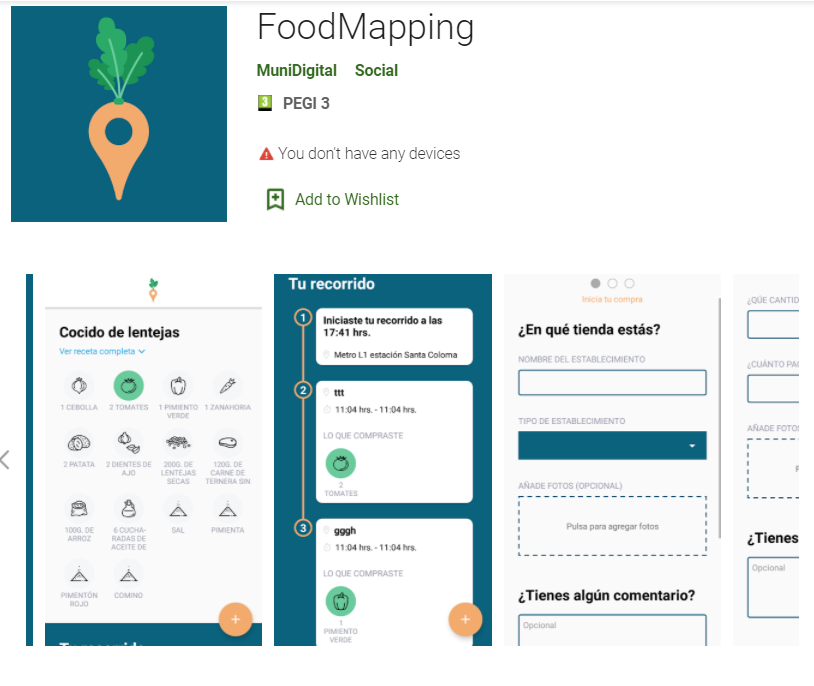 FoodMapping
MuniDigital Social
3 PEGI 3
You don't have any devices
Add to Wishlist
Cocido de lentejas
Ver receta completa
1 CEBOLLA
2 TOMATES
1 PIMIENTO
VERDE
1 ZANAHORIA
2 PATATA
2 DIENTES DE
AJO
200G. DE
LENTEJAS
SECAS
120G. DE
CARNE DE
TERNERA SIN
100G. DE
ARROZ
6 CUCHA-
RADAS DE
ACEITE DE
SAL
PIMIENTA
PIMENTÓN
ROJO
COMINO
+
Tu recorrido
Tu recorrido
1
Iniciaste tu recorrido a las
17:41 hrs.
Metro L1 estación Santa Coloma
2
ttt
11:04 hrs. - 11:04 hrs.
LO QUE COMPRASTE
2
TOMATES
3
gggh
11:04 hrs. - 11:04 hrs.
LO QUE COMPRASTE
1
PIMIENTO
VERDE
+
Inicia tu compra
¿En qué tienda estás?
NOMBRE DEL ESTABLECIMIENTO
TIPO DE ESTABLECIMIENTO
AÑADE FOTOS (OPCIONAL)
Pulsa para agregar fotos
¿Tienes algún comentario?
Opcional
¿QÚE CANTID
¿CUÁNTO PA
AÑADE FOTOS
P
¿Tienes
Opcional